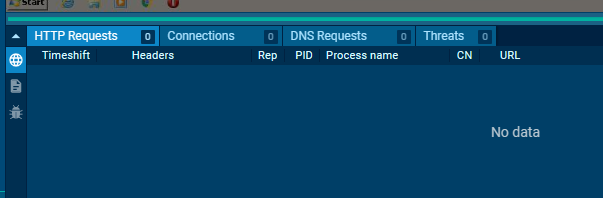 Start
HTTP Requests 0 Connections 0 DNS Requests 0 Threats 0
Timeshift Headers Rep PID Process name CN URL
No data